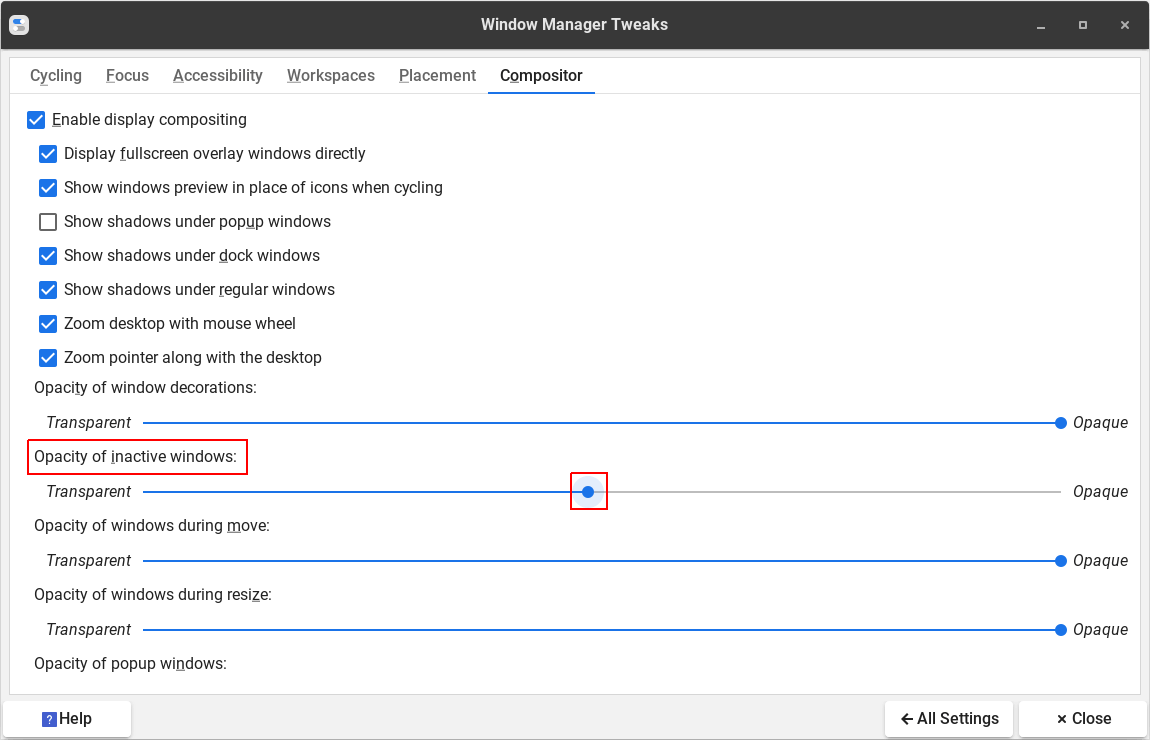 Window Manager Tweaks
Cycling Focus Accessibility Workspaces Placement Compositor
Enable display compositing
Display fullscreen overlay windows directly
Show windows preview in place of icons when cycling
Show shadows under popup windows
Show shadows under dock windows
Show shadows under regular windows
Zoom desktop with mouse wheel
Zoom pointer along with the desktop
Opacity of window decorations:
Transparent Opaque
Opacity of inactive windows:
Transparent Opaque
Opacity of windows during move:
Transparent Opaque
Opacity of windows during resize:
Transparent Opaque
Opacity of popup windows:
? Help All Settings Close